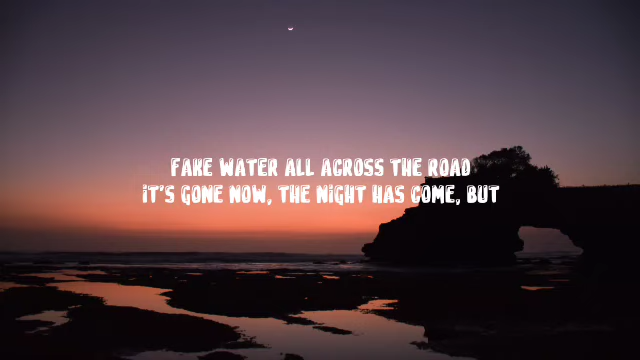 FAKE WATER ALL ACROSS THE ROAD
IT'S GONE NOW, THE NIGHT HAS COME, BUT